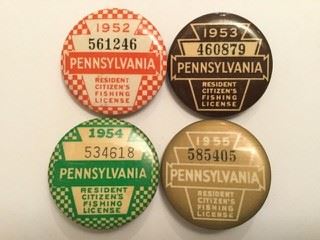 1952
561246
PENNSYLVANIA
RESIDENT
CITIZEN'S
FISHING
LICENSE
1953
460879
PENNSYLVANIA
RESIDENT
CITIZEN'S
FISHING
LICENSE
1954
534618
PENNSYLVANIA
RESIDENT
CITIZEN'S
FISHING
LICENSE
1955
585405
PENNSYLVANIA
RESIDENT
CITIZEN'S
FISHING
LICENSE